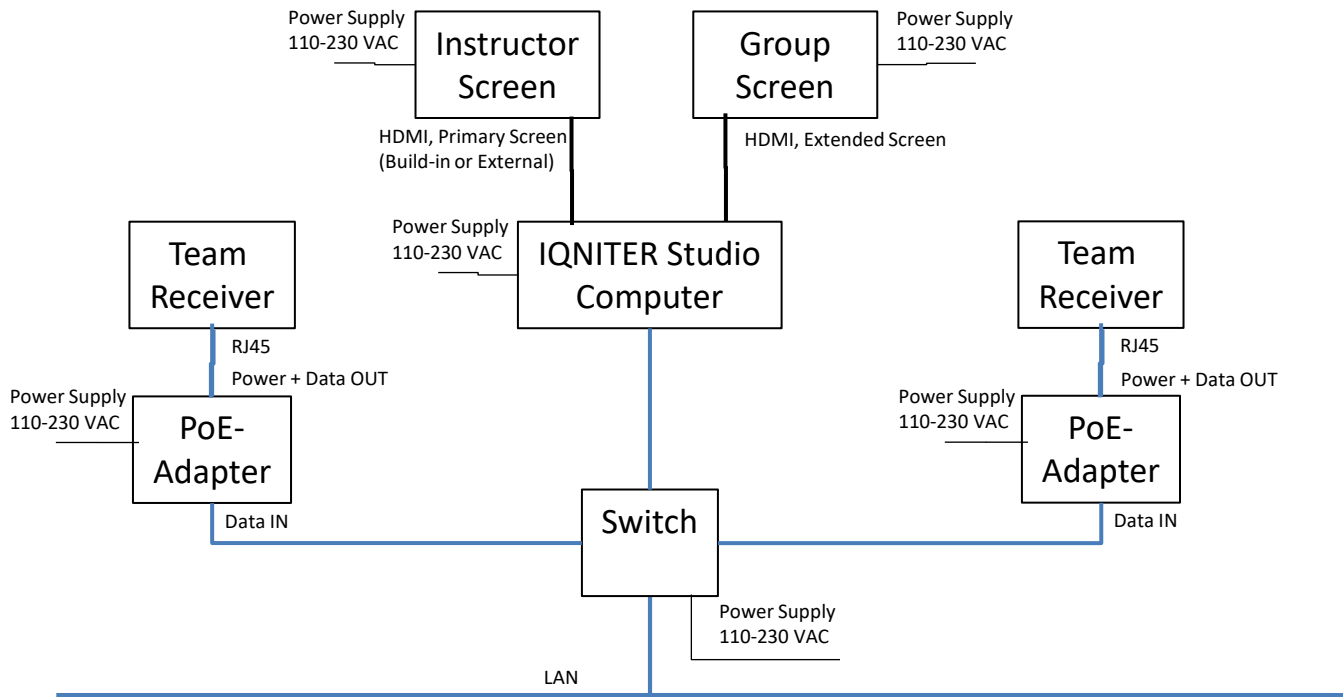 Power Supply
110-230 VAC
Instructor
Screen
Group
Screen
Power Supply
110-230 VAC
HDMI, Primary Screen
(Build-in or External)
HDMI, Extended Screen
Power Supply
110-230 VAC
IQNITER Studio
Computer
Team
Receiver
RJ45
Power + Data OUT
Power Supply
110-230 VAC
PoE-
Adapter
Data IN
Team
Receiver
RJ45
Power + Data OUT
Power Supply
110-230 VAC
PoE-
Adapter
Data IN
Switch
Power Supply
110-230 VAC
LAN